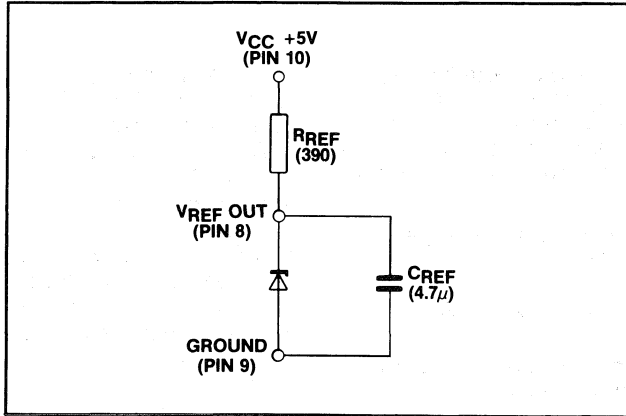 VCC +5V
(PIN 10)
RREF
(390)
VREF OUT
(PIN 8)
CREF
(4.7μ)
GROUND
(PIN 9)